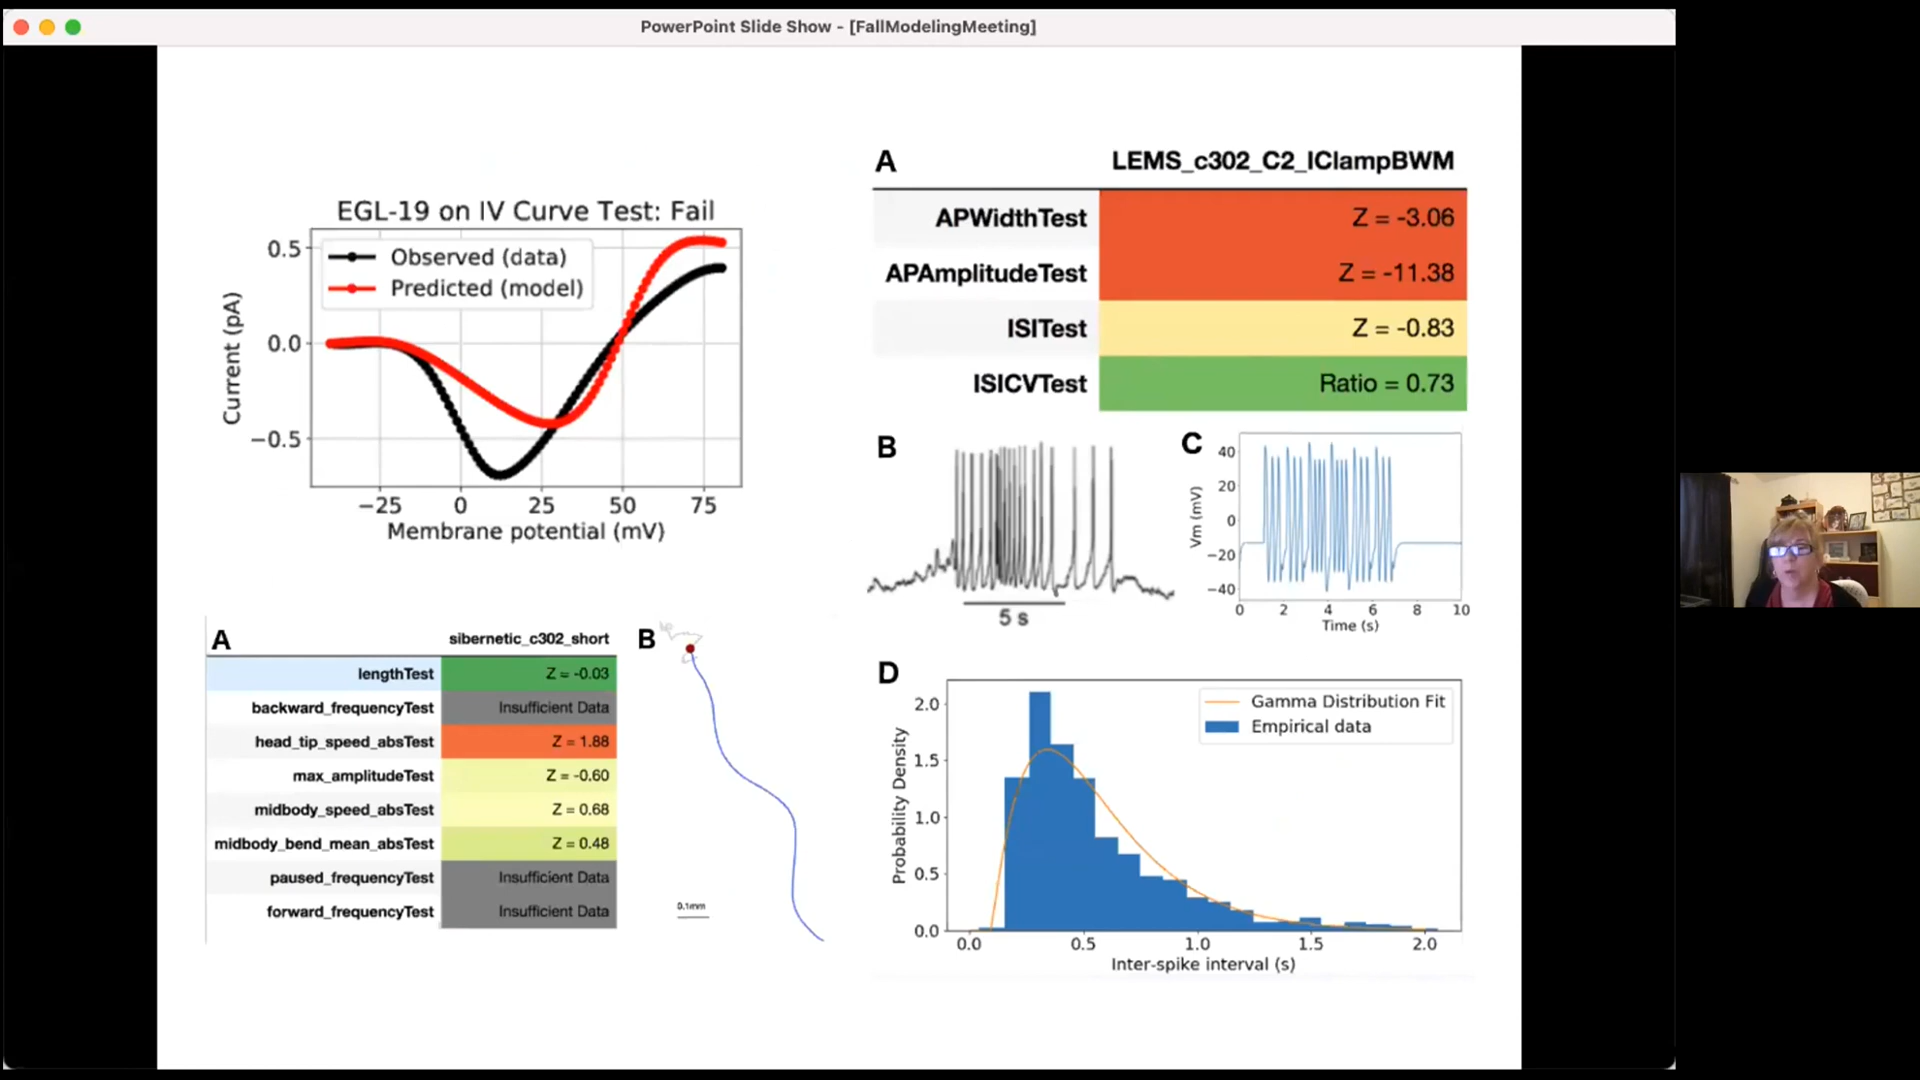 PowerPoint Slide Show - [FallModelingMeeting]
EGL-19 on IV Curve Test: Fail
Observed (data)
Predicted (model)
0.5
0.0
−0.5
Current (pA)
−25 0 25 50 75
Membrane potential (mV)
A LEMS_c302_C2_IClampBWM
APWidthTest Z = -3.06
APAmplitudeTest Z = -11.38
ISITest Z = -0.83
ISICVTest Ratio = 0.73
B
5 s
C
40
20
0
−20
−40
Vm (mV)
0 2 4 6 8 10
Time (s)
A sibernetic_c302_short
lengthTest Z = -0.03
backward_frequencyTest Insufficient Data
head_tip_speed_absTest Z = 1.88
max_amplitudeTest Z = -0.60
midbody_speed_absTest Z = 0.68
midbody_bend_mean_absTest Z = 0.48
paused_frequencyTest Insufficient Data
forward_frequencyTest Insufficient Data
B
0.1mm
D
Gamma Distribution Fit
Empirical data
2.0
1.5
1.0
0.5
0.0
Probability Density
0.0 0.5 1.0 1.5 2.0
Inter-spike interval (s)